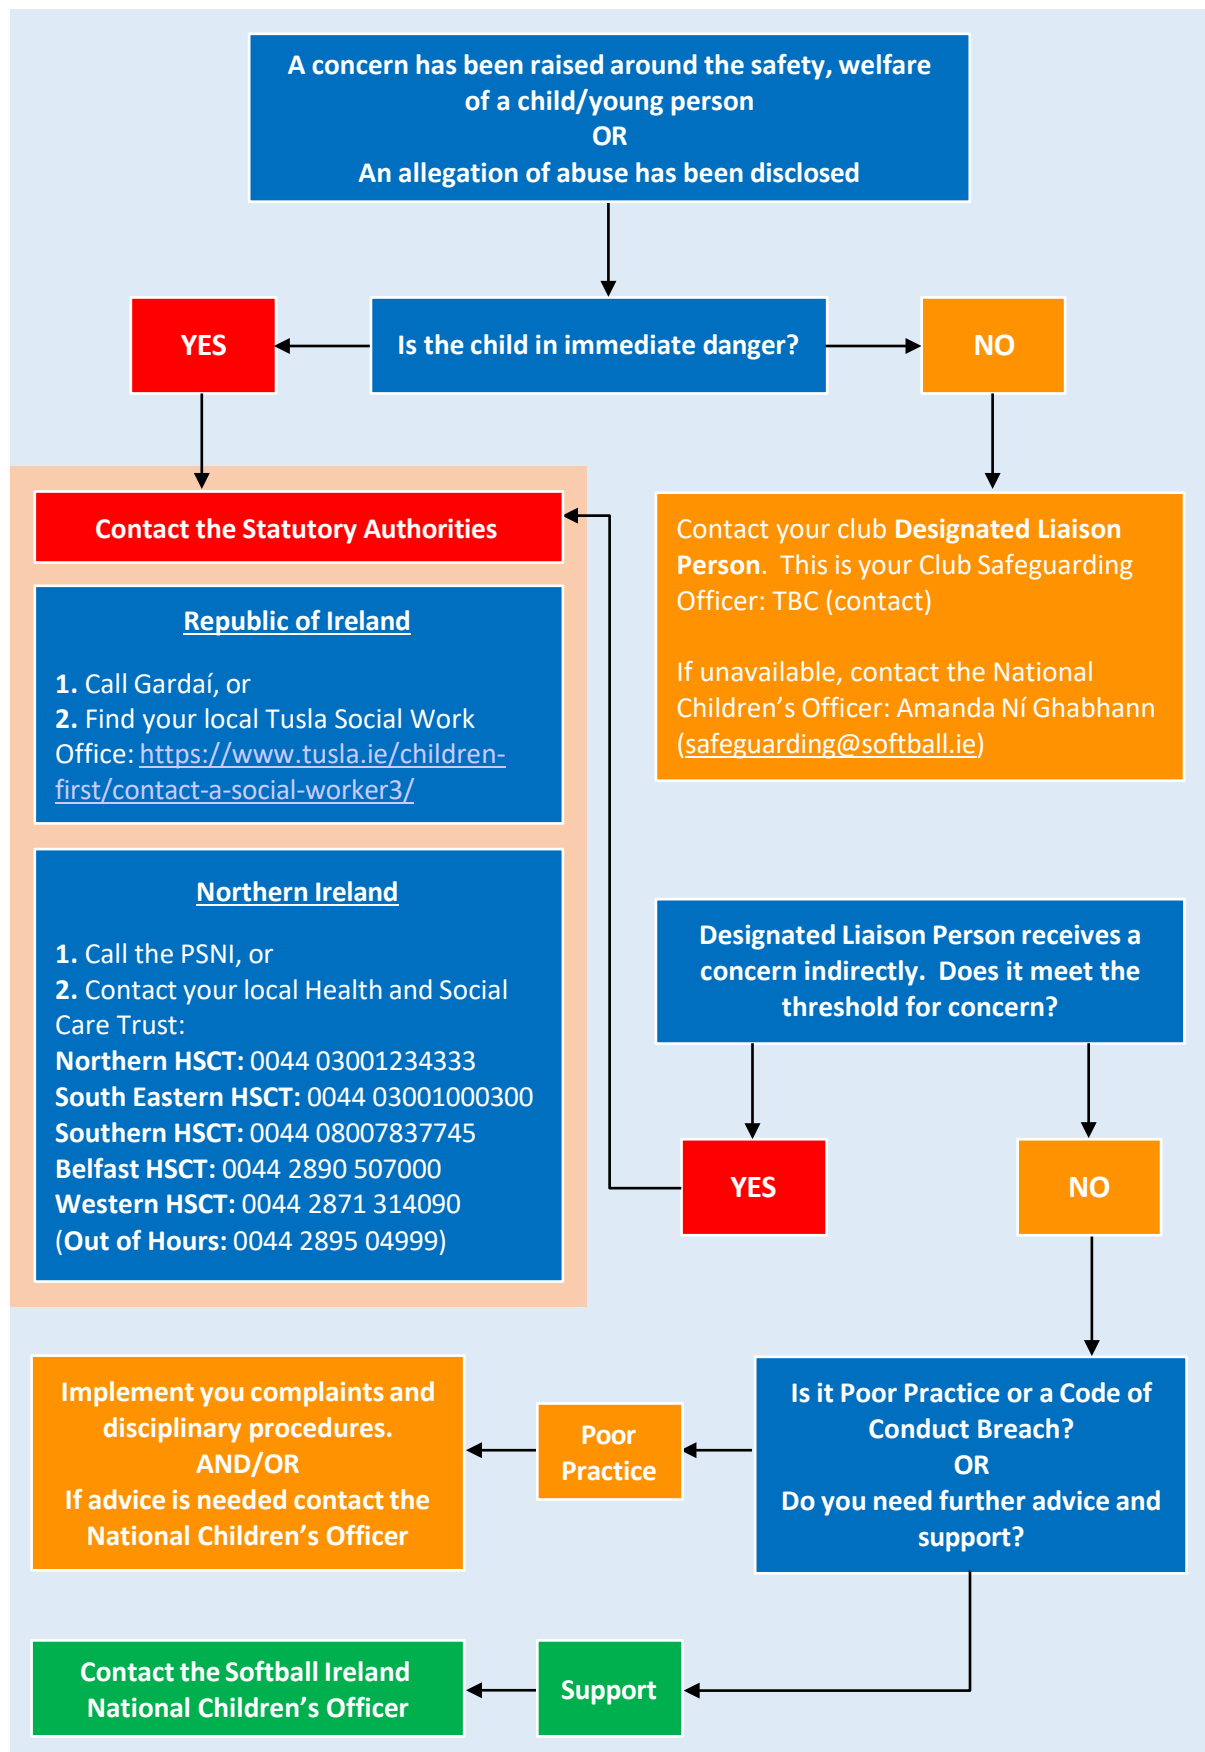 A concern has been raised around the safety, welfare
of a child/young person
OR
An allegation of abuse has been disclosed
YES
Is the child in immediate danger?
NO
Contact the Statutory Authorities
Republic of Ireland
1. Call Gardaí, or
2. Find your local Tusla Social Work
Office: https://www.tusla.ie/children-
first/contact-a-social-worker3/
Northern Ireland
1. Call the PSNI, or
2. Contact your local Health and Social
Care Trust:
Northern HSCT: 0044 03001234333
South Eastern HSCT: 0044 03001000300
Southern HSCT: 0044 08007837745
Belfast HSCT: 0044 2890 507000
Western HSCT: 0044 2871 314090
(Out of Hours: 0044 2895 04999)
Contact your club Designated Liaison
Person.  This is your Club Safeguarding
Officer: TBC (contact)
If unavailable, contact the National
Children’s Officer: Amanda Ní Ghabhann
(safeguarding@softball.ie)
Designated Liaison Person receives a
concern indirectly.  Does it meet the
threshold for concern?
YES
NO
Is it Poor Practice or a Code of
Conduct Breach?
OR
Do you need further advice and
support?
Poor
Practice
Implement you complaints and
disciplinary procedures.
AND/OR
If advice is needed contact the
National Children’s Officer
Support
Contact the Softball Ireland
National Children’s Officer